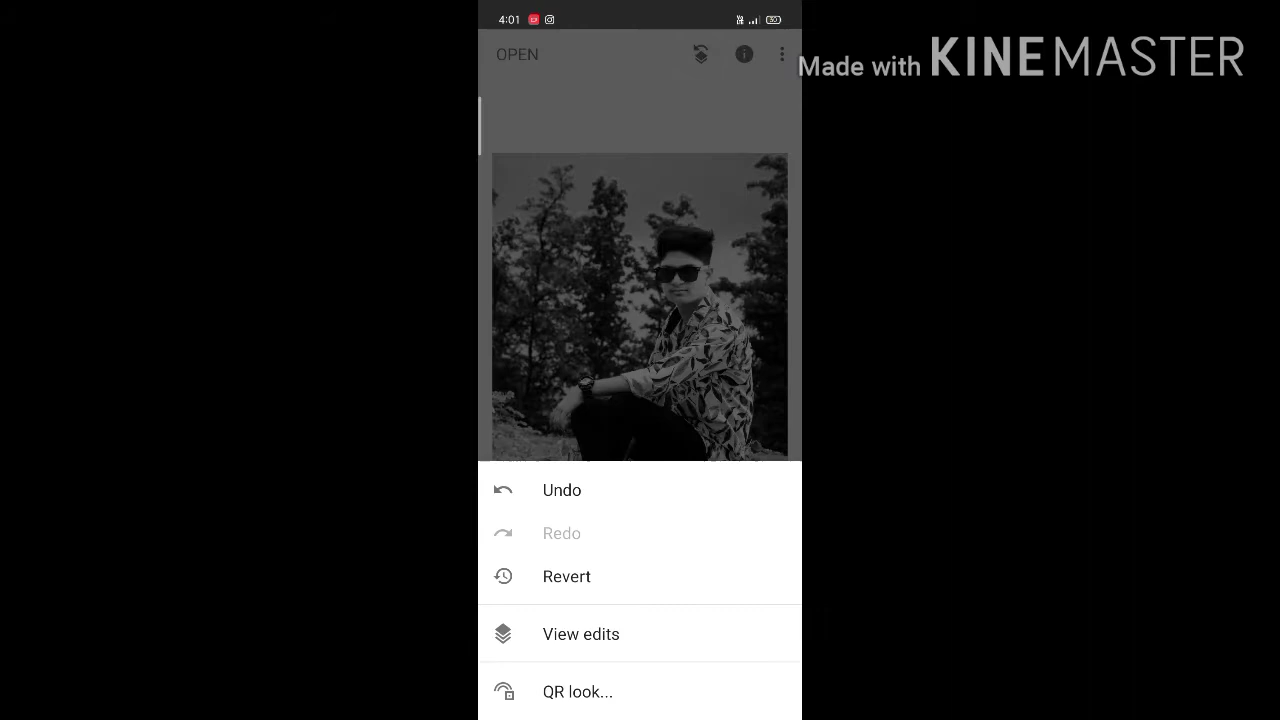 4:01
OPEN
Made with KINEMASTER
Undo
Redo
Revert
View edits
QR look...